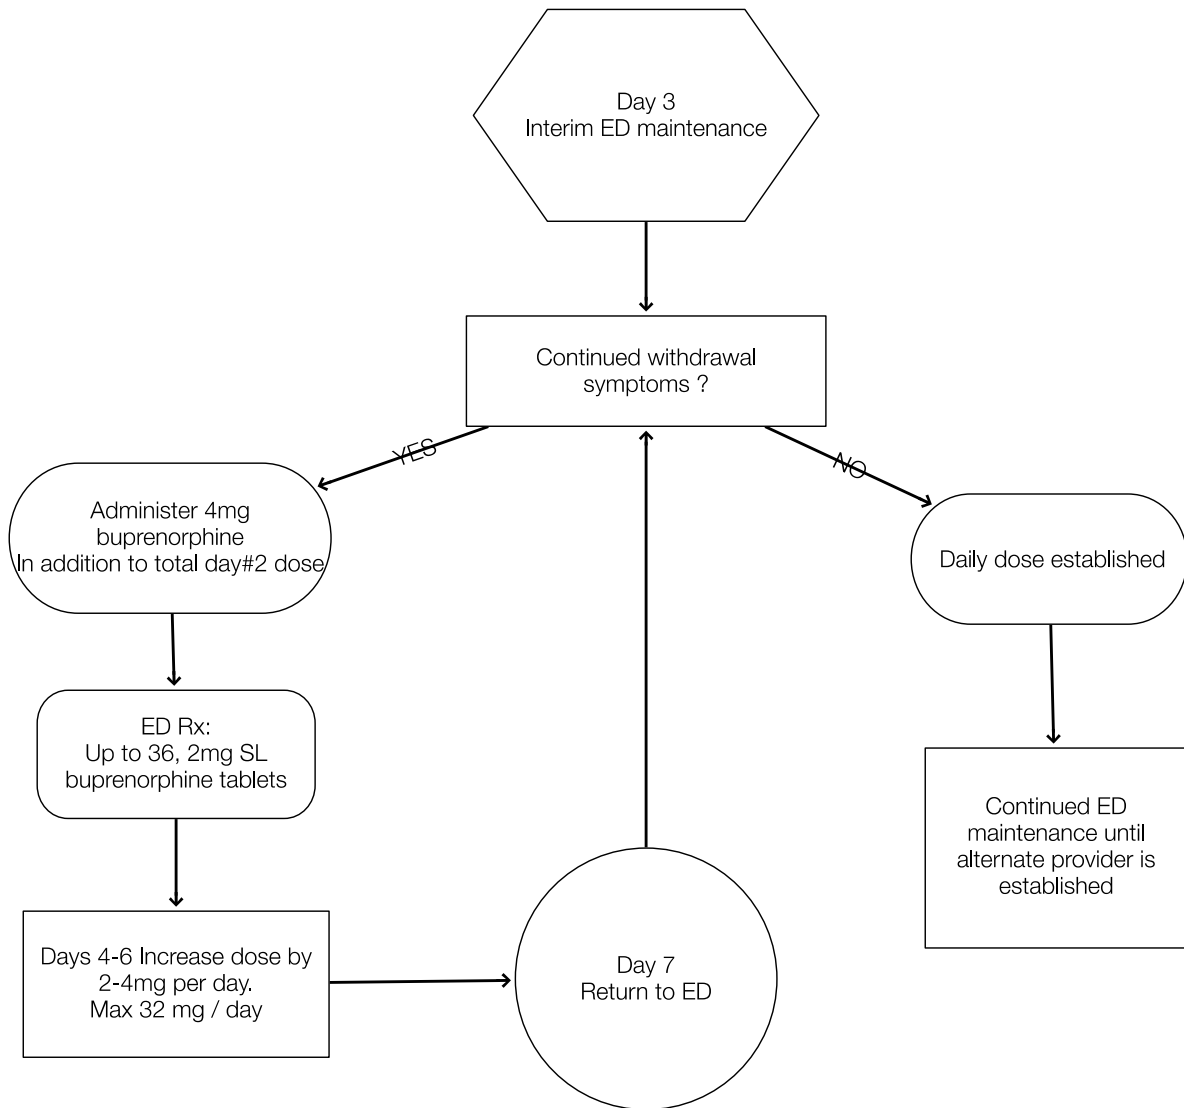 Day 3
Interim ED maintenance
Continued withdrawal
symptoms ?
YES
NO
Administer 4mg
buprenorphine
In addition to total day#2 dose
Daily dose established
ED Rx:
Up to 36, 2mg SL
buprenorphine tablets
Continued ED
maintenance until
alternate provider is
established
Days 4-6 Increase dose by
2-4mg per day.
Max 32 mg / day
Day 7
Return to ED